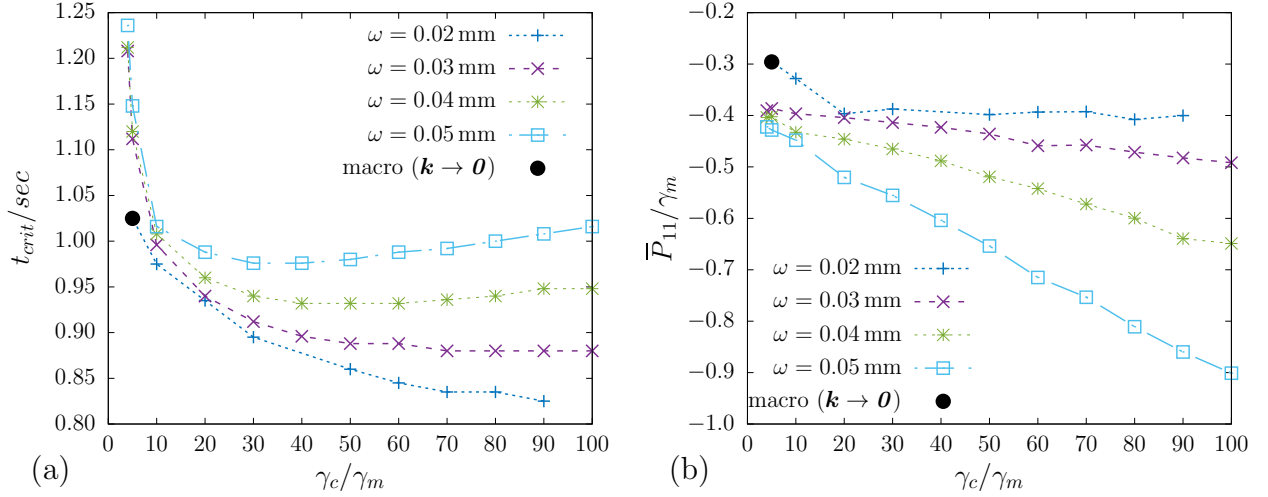 1.25
1.20
1.15
1.10
1.05
1.00
0.95
0.90
0.85
0.80
t_crit/sec
0 10 20 30 40 50 60 70 80 90 100
γ_c/γ_m
(a)
ω = 0.02 mm
ω = 0.03 mm
ω = 0.04 mm
ω = 0.05 mm
macro (k → 0)
−0.2
−0.3
−0.4
−0.5
−0.6
−0.7
−0.8
−0.9
−1.0
P̅_11/γ_m
0 10 20 30 40 50 60 70 80 90 100
γ_c/γ_m
(b)
ω = 0.02 mm
ω = 0.03 mm
ω = 0.04 mm
ω = 0.05 mm
macro (k → 0)